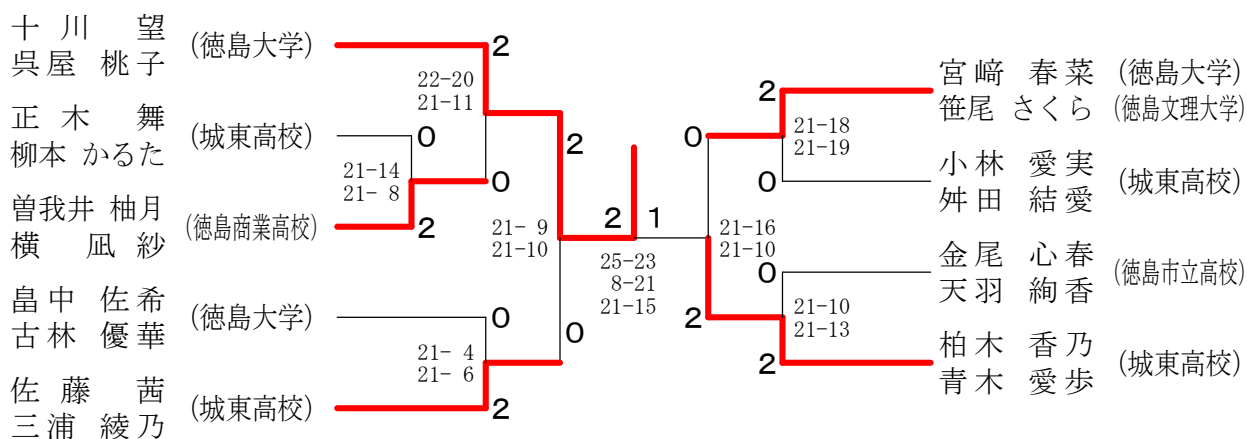 十川 望
呉屋 桃子
(徳島大学)
2
22-20
21-11
正木 舞
柳本 かるた
(城東高校)
0
21-14
21- 8
0
2
曽我井 柚月
横 凪紗
(徳島商業高校)
2
21- 9
21-10
畠中 佐希
古林 優華
(徳島大学)
0
21- 4
21- 6
0
佐藤 茜
三浦 綾乃
(城東高校)
2
2
1
25-23
8-21
21-15
宮﨑 春菜
(徳島大学)
笹尾 さくら
(徳島文理大学)
2
0
21-18
21-19
小林 愛実
舛田 結愛
(城東高校)
0
21-16
21-10
金尾 心春
天羽 絢香
(徳島市立高校)
0
2
21-10
21-13
柏木 香乃
青木 愛歩
(城東高校)
2